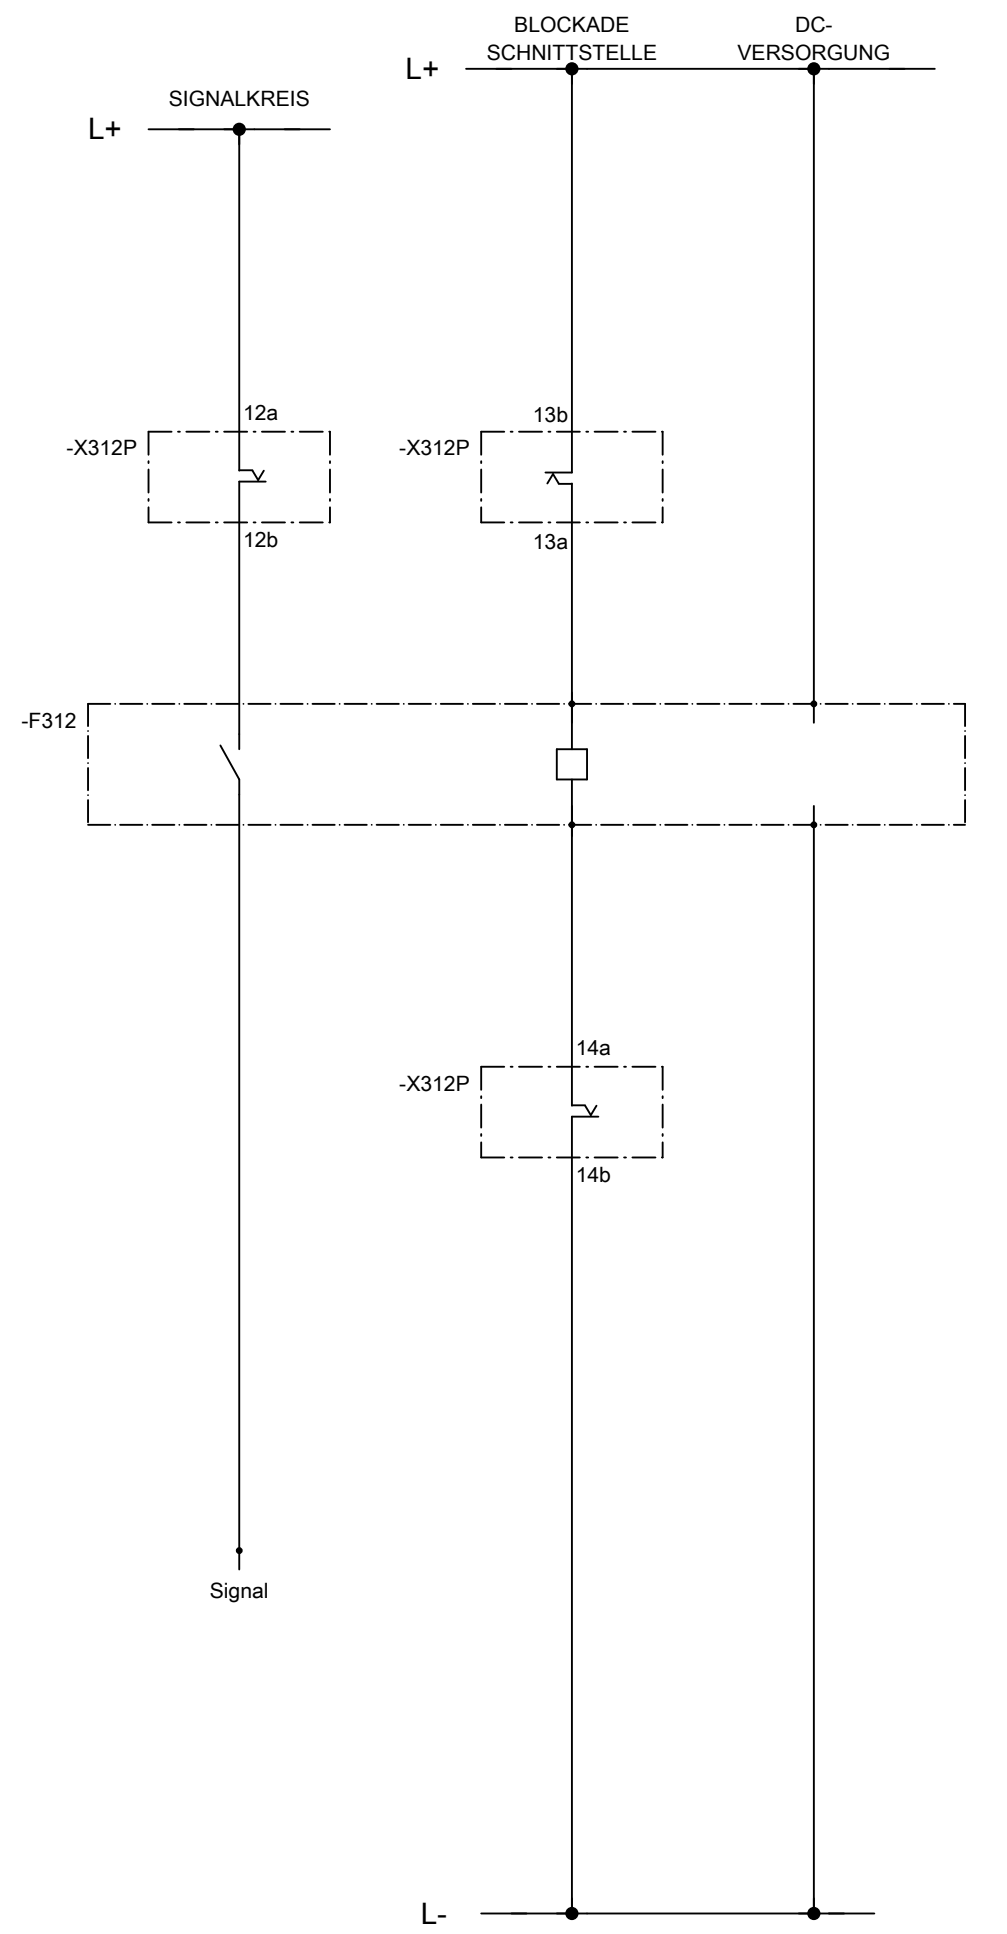 BLOCKADE
SCHNITTSTELLE
DC-
VERSORGUNG
L+
SIGNALKREIS
L+
12a
-X312P
12b
13b
-X312P
13a
-F312
14a
-X312P
14b
Signal
L-